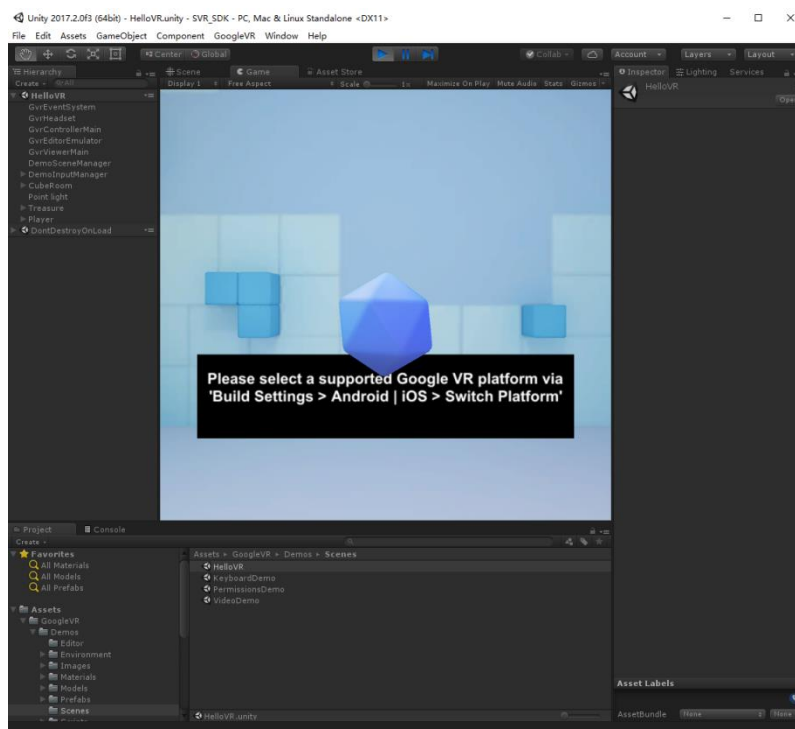 Unity 2017.2.0f3 (64bit) - HelloVR.unity - SVR_SDK - PC, Mac & Linux Standalone <DX11>
File Edit Assets GameObject Component GoogleVR Window Help
Center Global Collab Account Layers Layout
Hierarchy Scene Game Asset Store Inspector Lighting Services
Create All Display 1 Free Aspect Scale 1x Maximize On Play Mute Audio Stats Gizmos HelloVR
HelloVR Ope
GvrEventSystem
GvrHeadset
GvrControllerMain
GvrEditorEmulator
GvrViewerMain
DemoSceneManager
DemoInputManager
CubeRoom
Point light
Treasure
Player
DontDestroyOnLoad
Please select a supported Google VR platform via
'Build Settings > Android | iOS > Switch Platform'
Project Console
Create
Favorites Assets ▸ GoogleVR ▸ Demos ▸ Scenes
All Materials HelloVR
All Models KeyboardDemo
All Prefabs PermissionsDemo
VideoDemo
Assets
GoogleVR
Demos
Editor
Environment
Images
Materials
Models
Prefabs Asset Labels
Scenes
HelloVR.unity AssetBundle None None